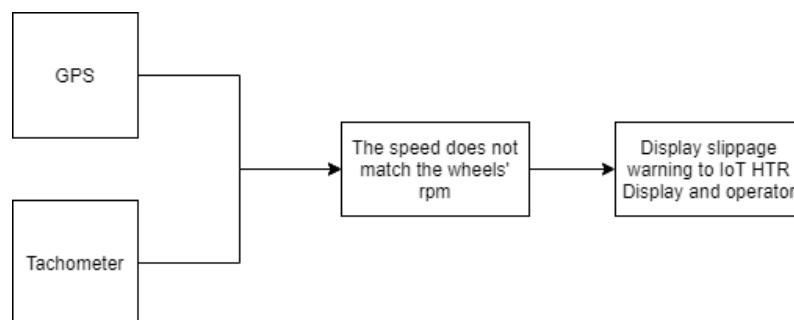 GPS
Tachometer
The speed does not
match the wheels'
rpm
Display slippage
warning to IoT HTR
Display and operator